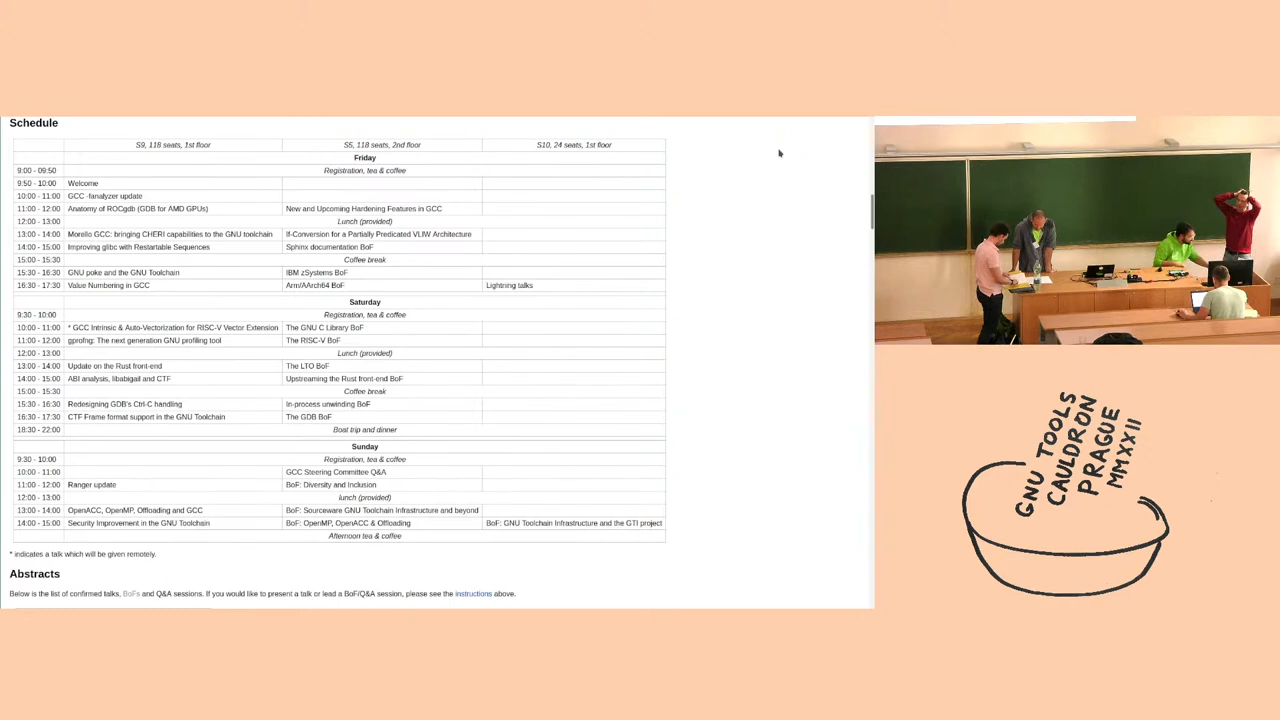 Schedule
S9, 118 seats, 1st floor S5, 118 seats, 2nd floor S10, 24 seats, 1st floor
Friday
9:00 - 09:50 Registration, tea & coffee
9:50 - 10:00 Welcome
10:00 - 11:00 GCC -fanalyzer update
11:00 - 12:00 Anatomy of ROCgdb (GDB for AMD GPUs) New and Upcoming Hardening Features in GCC
12:00 - 13:00 Lunch (provided)
13:00 - 14:00 Morello GCC: bringing CHERI capabilities to the GNU toolchain If-Conversion for a Partially Predicated VLIW Architecture
14:00 - 15:00 Improving glibc with Restartable Sequences Sphinx documentation BoF
15:00 - 15:30 Coffee break
15:30 - 16:30 GNU poke and the GNU Toolchain IBM zSystems BoF
16:30 - 17:30 Value Numbering in GCC Arm/AArch64 BoF Lightning talks
Saturday
9:30 - 10:00 Registration, tea & coffee
10:00 - 11:00 * GCC Intrinsic & Auto-Vectorization for RISC-V Vector Extension The GNU C Library BoF
11:00 - 12:00 gprofng: The next generation GNU profiling tool The RISC-V BoF
12:00 - 13:00 Lunch (provided)
13:00 - 14:00 Update on the Rust front-end The LTO BoF
14:00 - 15:00 ABI analysis, libabigail and CTF Upstreaming the Rust front-end BoF
15:00 - 15:30 Coffee break
15:30 - 16:30 Redesigning GDB's Ctrl-C handling In-process unwinding BoF
16:30 - 17:30 CTF Frame format support in the GNU Toolchain The GDB BoF
18:30 - 22:00 Boat trip and dinner
Sunday
9:30 - 10:00 Registration, tea & coffee
10:00 - 11:00 GCC Steering Committee Q&A
11:00 - 12:00 Ranger update BoF: Diversity and Inclusion
12:00 - 13:00 lunch (provided)
13:00 - 14:00 OpenACC, OpenMP, Offloading and GCC BoF: Sourceware GNU Toolchain Infrastructure and beyond
14:00 - 15:00 Security Improvement in the GNU Toolchain BoF: OpenMP, OpenACC & Offloading BoF: GNU Toolchain Infrastructure and the GTI project
Afternoon tea & coffee
* indicates a talk which will be given remotely.
Abstracts
Below is the list of confirmed talks, BoFs and Q&A sessions. If you would like to present a talk or lead a BoF/Q&A session, please see the instructions above.
GNU TOOLS
CAULDRON
PRAGUE
MMXXII